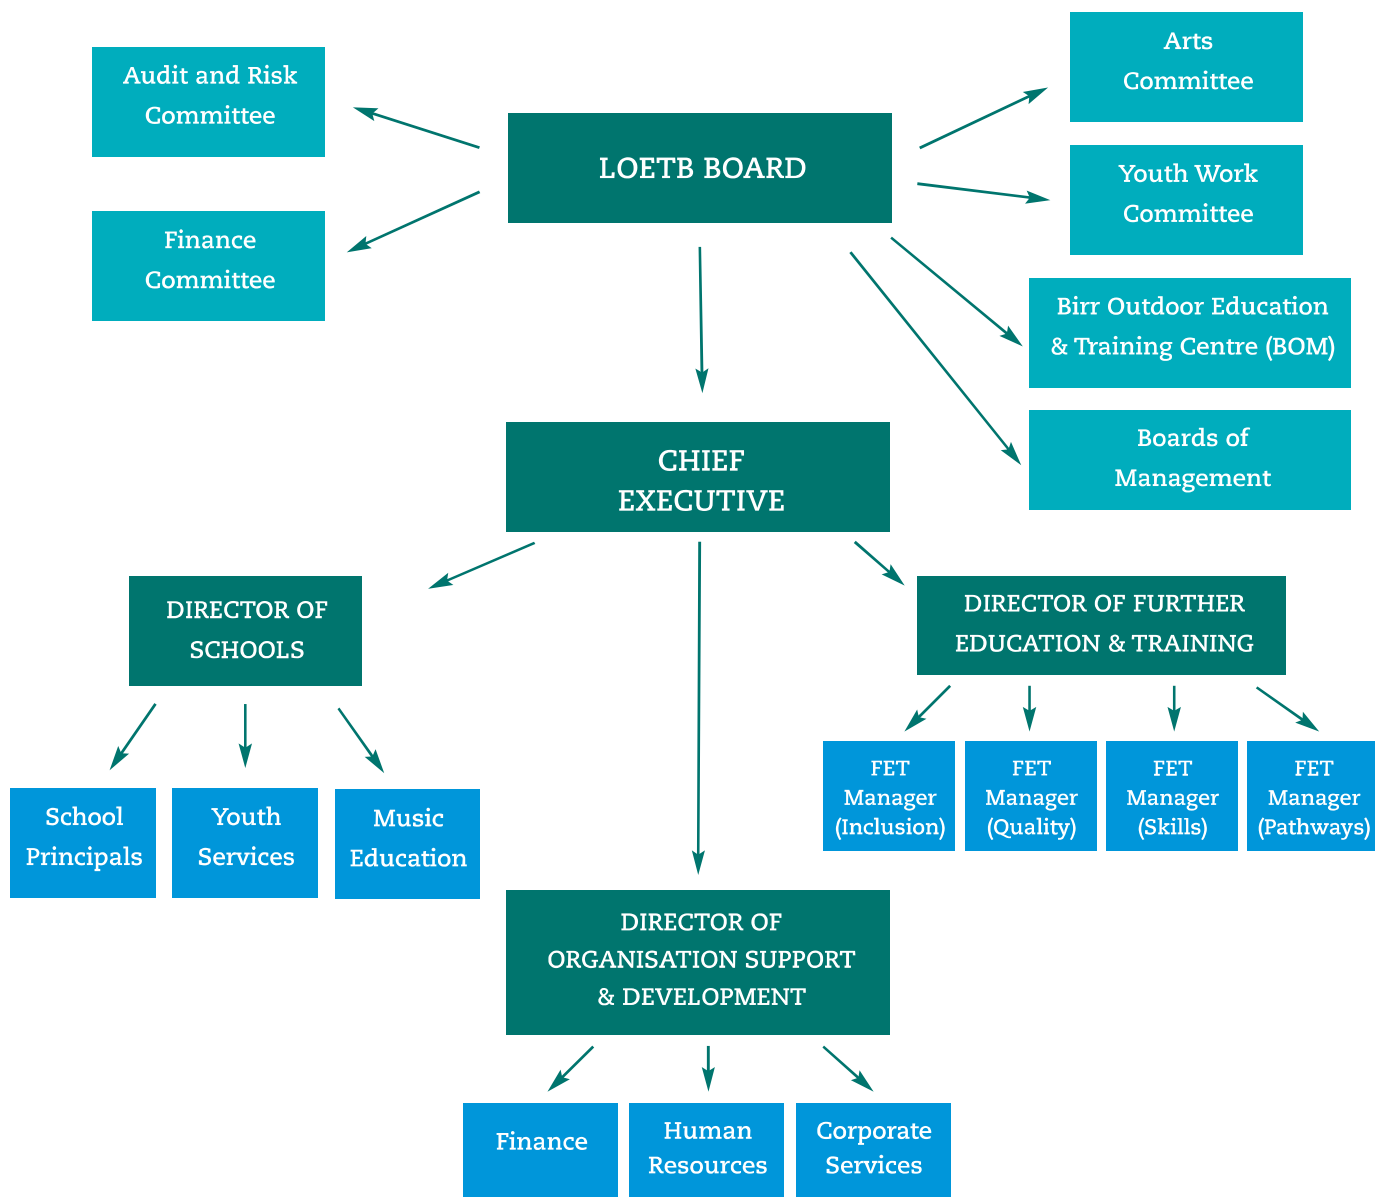 Audit and Risk
Committee
Finance
Committee
LOETB BOARD
Arts
Committee
Youth Work
Committee
Birr Outdoor Education
& Training Centre (BOM)
Boards of
Management
CHIEF
EXECUTIVE
DIRECTOR OF
SCHOOLS
DIRECTOR OF FURTHER
EDUCATION & TRAINING
School
Principals
Youth
Services
Music
Education
FET
Manager
(Inclusion)
FET
Manager
(Quality)
FET
Manager
(Skills)
FET
Manager
(Pathways)
DIRECTOR OF
ORGANISATION SUPPORT
& DEVELOPMENT
Finance
Human
Resources
Corporate
Services